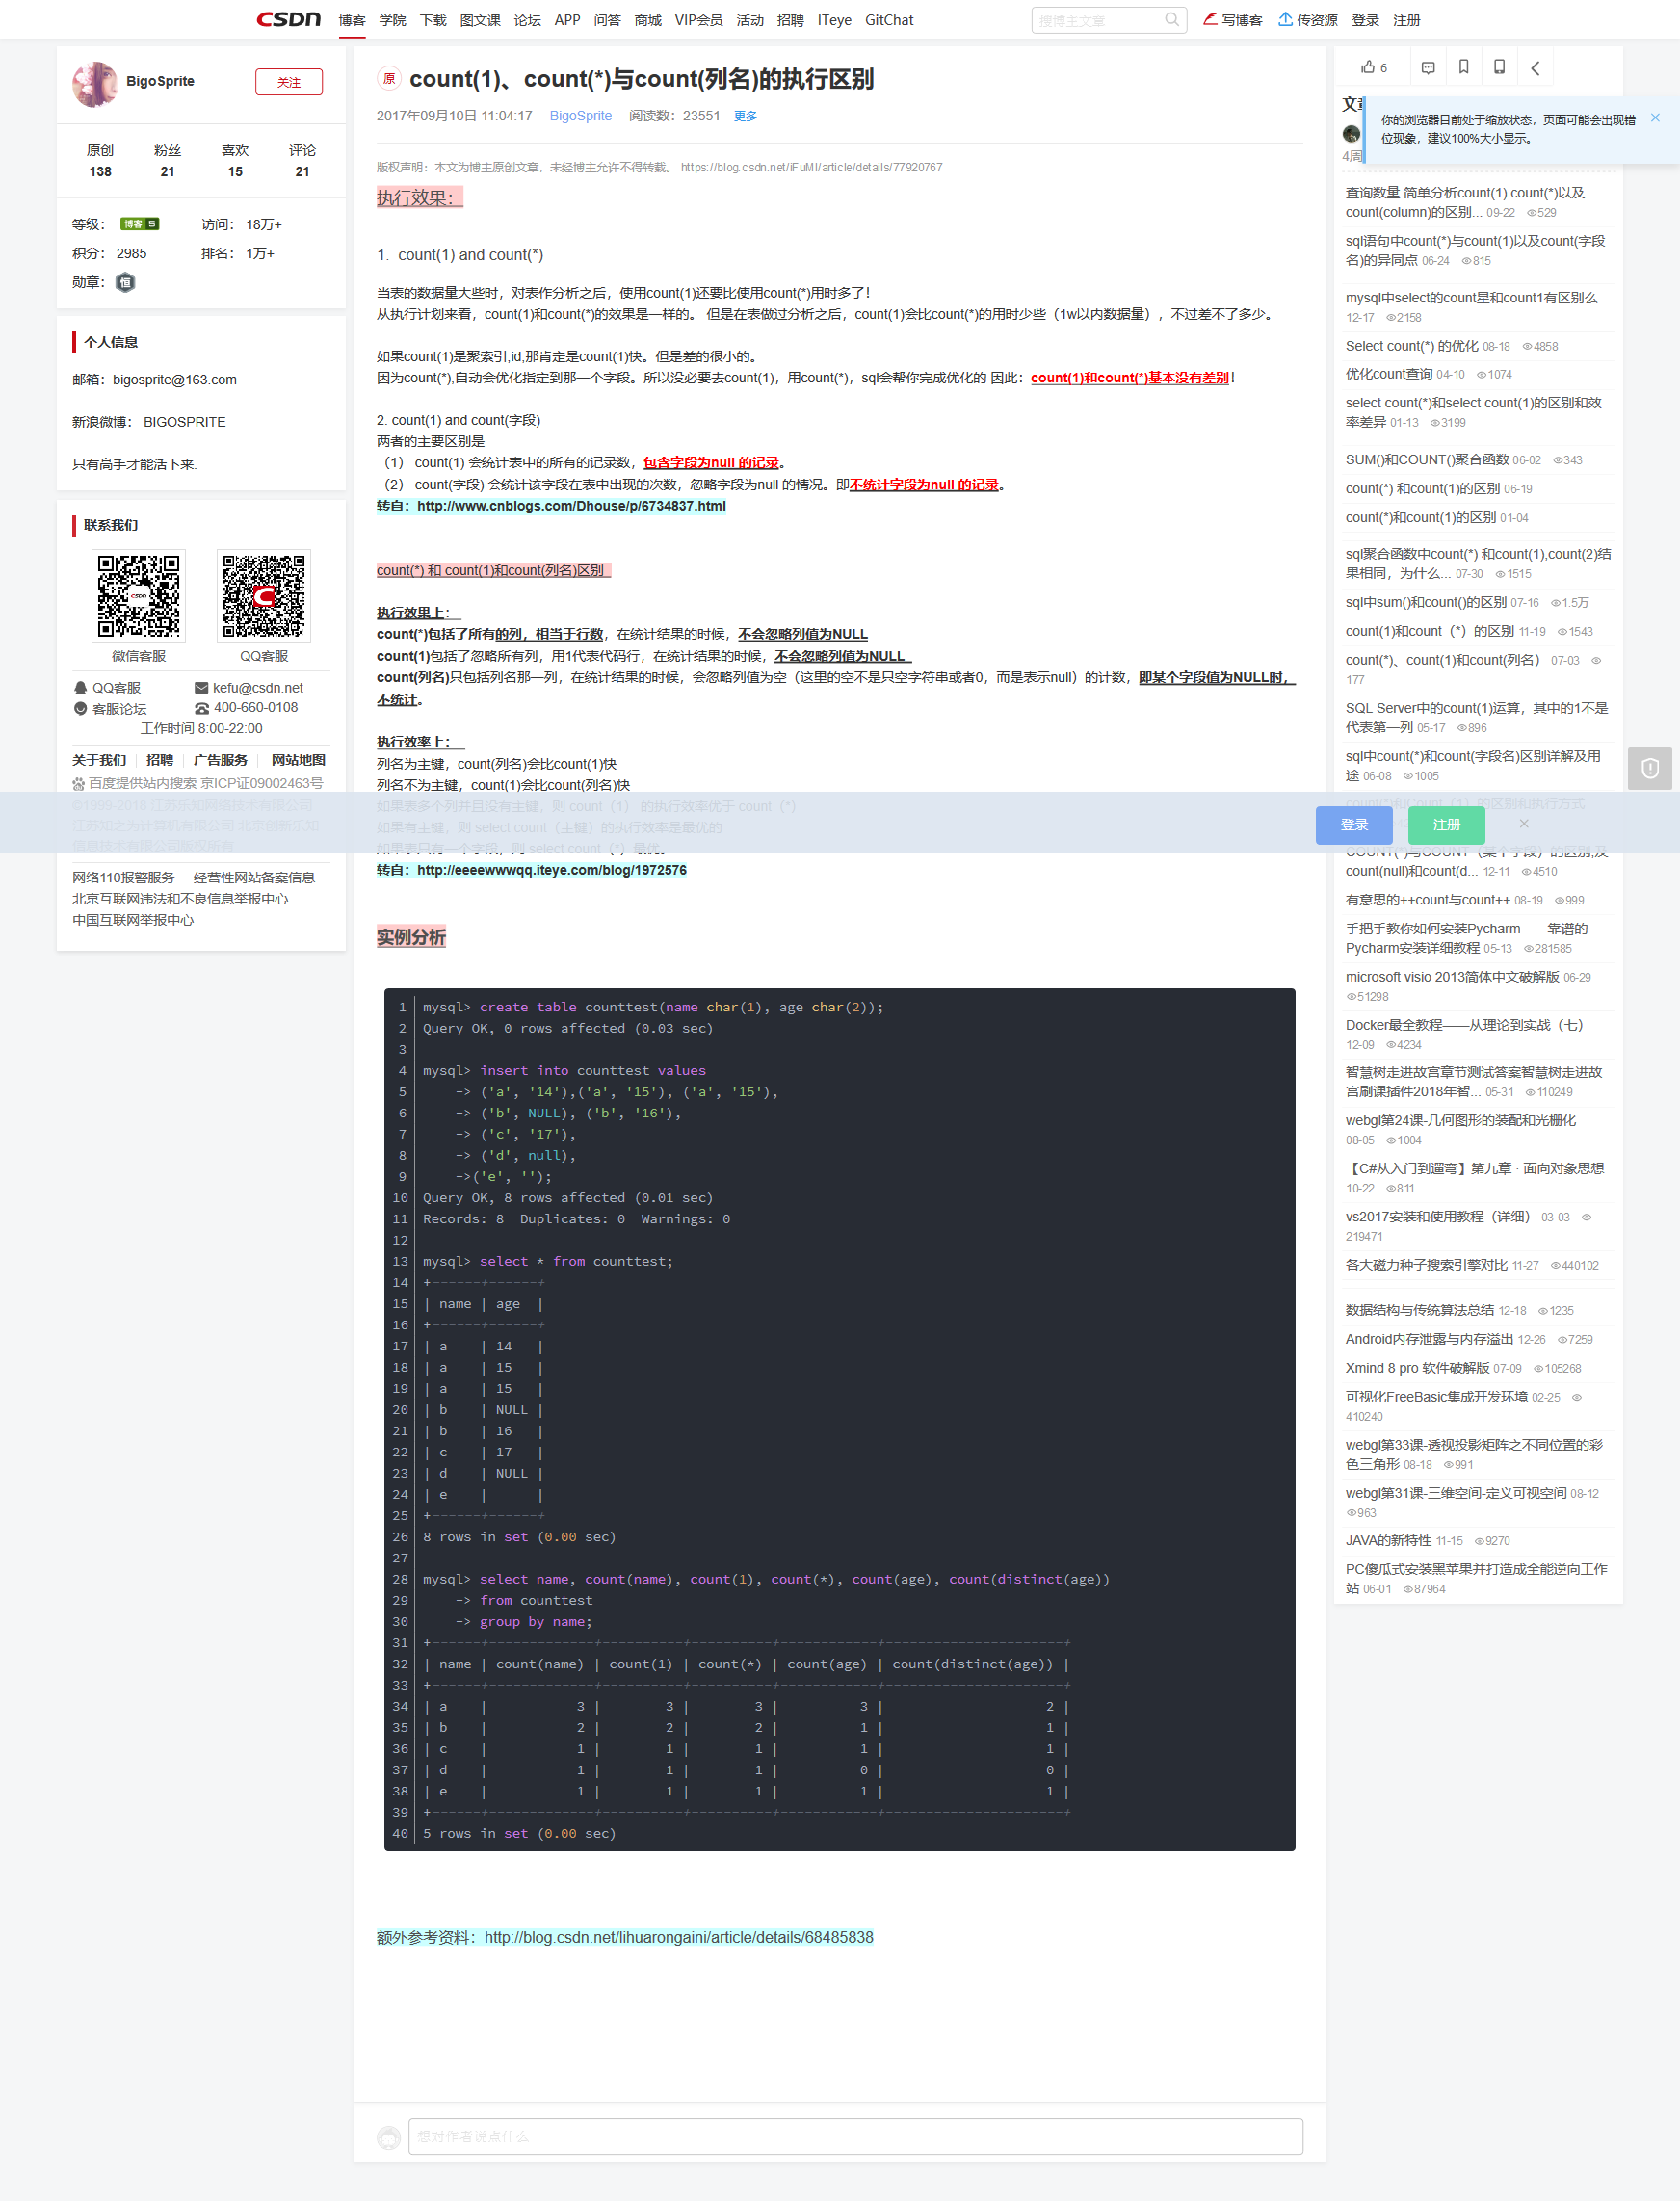 CSDN 博客 学院 下载 图文课 论坛 APP 问答 商城 VIP会员 活动 招聘 ITeye GitChat 搜博主文章 写博客 传资源 登录 注册
BigoSprite 关注
原创 粉丝 喜欢 评论
138 21 15 21
等级： 博客 5 访问： 18万+
积分： 2985 排名： 1万+
勋章： 恒
个人信息
邮箱：bigosprite@163.com
新浪微博： BIGOSPRITE
只有高手才能活下来.
联系我们
微信客服 QQ客服
QQ客服 kefu@csdn.net
客服论坛 400-660-0108
工作时间 8:00-22:00
关于我们 招聘 广告服务 网站地图
百度提供站内搜索 京ICP证09002463号
©1999-2018 江苏乐知网络技术有限公司
江苏知之为计算机有限公司 北京创新乐知
信息技术有限公司版权所有
网络110报警服务 经营性网站备案信息
北京互联网违法和不良信息举报中心
中国互联网举报中心
原 count(1)、count(*)与count(列名)的执行区别
2017年09月10日 11:04:17 BigoSprite 阅读数：23551 更多
版权声明：本文为博主原创文章，未经博主允许不得转载。 https://blog.csdn.net/iFuMI/article/details/77920767
执行效果：
1. count(1) and count(*)
当表的数据量大些时，对表作分析之后，使用count(1)还要比使用count(*)用时多了！
从执行计划来看，count(1)和count(*)的效果是一样的。 但是在表做过分析之后，count(1)会比count(*)的用时少些（1w以内数据量），不过差不了多少。
如果count(1)是聚索引,id,那肯定是count(1)快。但是差的很小的。
因为count(*),自动会优化指定到那一个字段。所以没必要去count(1)，用count(*)，sql会帮你完成优化的 因此：count(1)和count(*)基本没有差别！
2. count(1) and count(字段)
两者的主要区别是
（1） count(1) 会统计表中的所有的记录数，包含字段为null 的记录。
（2） count(字段) 会统计该字段在表中出现的次数，忽略字段为null 的情况。即不统计字段为null 的记录。
转自：http://www.cnblogs.com/Dhouse/p/6734837.html
count(*) 和 count(1)和count(列名)区别
执行效果上：
count(*)包括了所有的列，相当于行数，在统计结果的时候，不会忽略列值为NULL
count(1)包括了忽略所有列，用1代表代码行，在统计结果的时候，不会忽略列值为NULL
count(列名)只包括列名那一列，在统计结果的时候，会忽略列值为空（这里的空不是只空字符串或者0，而是表示null）的计数，即某个字段值为NULL时，
不统计。
执行效率上：
列名为主键，count(列名)会比count(1)快
列名不为主键，count(1)会比count(列名)快
如果表多个列并且没有主键，则 count（1） 的执行效率优于 count（*）
如果有主键，则 select count（主键）的执行效率是最优的
如果表只有一个字段，则 select count（*）最优。
转自：http://eeeewwwqq.iteye.com/blog/1972576
实例分析
1 mysql> create table counttest(name char(1), age char(2));
2 Query OK, 0 rows affected (0.03 sec)
3
4 mysql> insert into counttest values
5 -> ('a', '14'),('a', '15'), ('a', '15'),
6 -> ('b', NULL), ('b', '16'),
7 -> ('c', '17'),
8 -> ('d', null),
9 ->('e', '');
10 Query OK, 8 rows affected (0.01 sec)
11 Records: 8  Duplicates: 0  Warnings: 0
12
13 mysql> select * from counttest;
14 +------+------+
15 | name | age  |
16 +------+------+
17 | a    | 14   |
18 | a    | 15   |
19 | a    | 15   |
20 | b    | NULL |
21 | b    | 16   |
22 | c    | 17   |
23 | d    | NULL |
24 | e    |      |
25 +------+------+
26 8 rows in set (0.00 sec)
27
28 mysql> select name, count(name), count(1), count(*), count(age), count(distinct(age))
29 -> from counttest
30 -> group by name;
31 +------+-------------+----------+----------+------------+----------------------+
32 | name | count(name) | count(1) | count(*) | count(age) | count(distinct(age)) |
33 +------+-------------+----------+----------+------------+----------------------+
34 | a    |           3 |        3 |        3 |          3 |                    2 |
35 | b    |           2 |        2 |        2 |          1 |                    1 |
36 | c    |           1 |        1 |        1 |          1 |                    1 |
37 | d    |           1 |        1 |        1 |          0 |                    0 |
38 | e    |           1 |        1 |        1 |          1 |                    1 |
39 +------+-------------+----------+----------+------------+----------------------+
40 5 rows in set (0.00 sec)
额外参考资料：http://blog.csdn.net/lihuarongaini/article/details/68485838
想对作者说点什么
6
你的浏览器目前处于缩放状态，页面可能会出现错
位现象，建议100%大小显示。
4周
查询数量 简单分析count(1) count(*)以及
count(column)的区别... 09-22 529
sql语句中count(*)与count(1)以及count(字段
名)的异同点 06-24 815
mysql中select的count星和count1有区别么
12-17 2158
Select count(*) 的优化 08-18 4858
优化count查询 04-10 1074
select count(*)和select count(1)的区别和效
率差异 01-13 3199
SUM()和COUNT()聚合函数 06-02 343
count(*) 和count(1)的区别 06-19
count(*)和count(1)的区别 01-04
sql聚合函数中count(*) 和count(1),count(2)结
果相同，为什么... 07-30 1515
sql中sum()和count()的区别 07-16 1.5万
count(1)和count（*）的区别 11-19 1543
count(*)、count(1)和count(列名） 07-03
177
SQL Server中的count(1)运算，其中的1不是
代表第一列 05-17 896
sql中count(*)和count(字段名)区别详解及用
途 06-08 1005
count(*)和Count（1）的区别和执行方式
登录 注册 ×
COUNT(*)与COUNT（某个字段）的区别,及
count(null)和count(d... 12-11 4510
有意思的++count与count++ 08-19 999
手把手教你如何安装Pycharm——靠谱的
Pycharm安装详细教程 05-13 281585
microsoft visio 2013简体中文破解版 06-29
51298
Docker最全教程——从理论到实战（七）
12-09 4234
智慧树走进故宫章节测试答案智慧树走进故
宫刷课插件2018年智... 05-31 110249
webgl第24课-几何图形的装配和光栅化
08-05 1004
【C#从入门到遛弯】第九章 · 面向对象思想
10-22 811
vs2017安装和使用教程（详细） 03-03
219471
各大磁力种子搜索引擎对比 11-27 440102
数据结构与传统算法总结 12-18 1235
Android内存泄露与内存溢出 12-26 7259
Xmind 8 pro 软件破解版 07-09 105268
可视化FreeBasic集成开发环境 02-25
410240
webgl第33课-透视投影矩阵之不同位置的彩
色三角形 08-18 991
webgl第31课-三维空间-定义可视空间 08-12
963
JAVA的新特性 11-15 9270
PC傻瓜式安装黑苹果并打造成全能逆向工作
站 06-01 87964